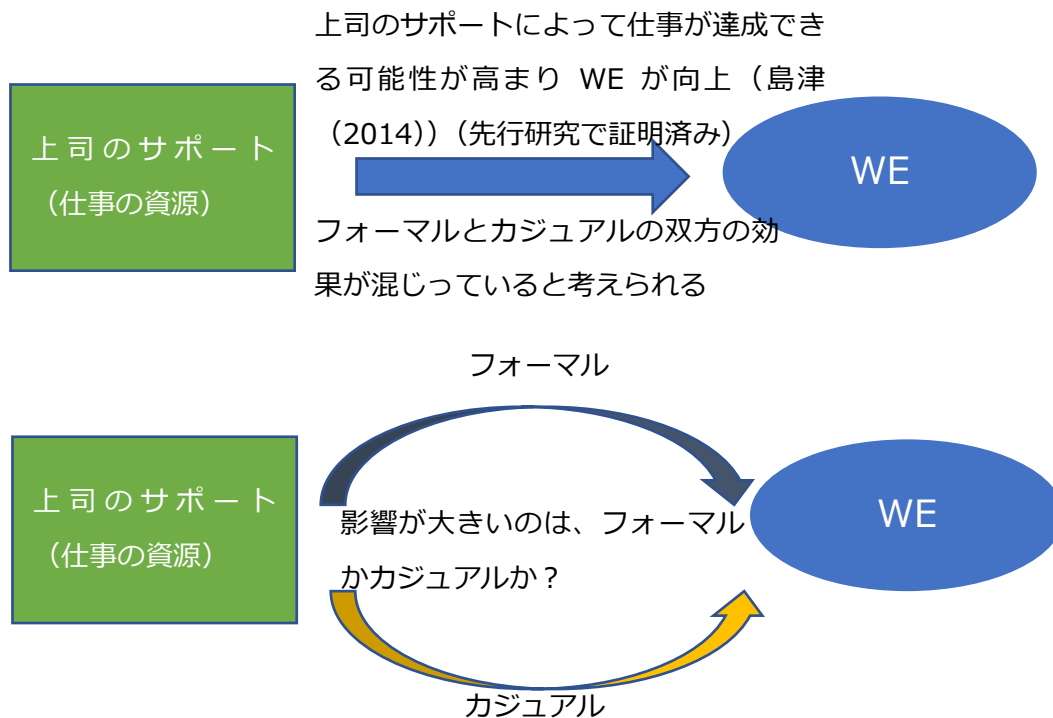 上司のサポートによって仕事が達成でき
る可能性が高まり WE が向上（島津
（2014））（先行研究で証明済み）
上司のサポート
（仕事の資源）
WE
フォーマルとカジュアルの双方の効
果が混じっていると考えられる
フォーマル
上司のサポート
（仕事の資源）
影響が大きいのは、フォーマル
かカジュアルか？
WE
カジュアル